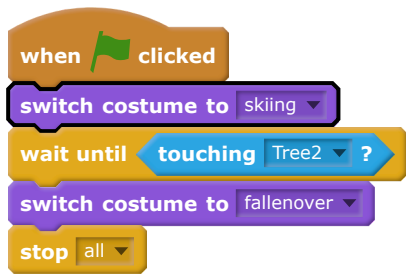 when clicked
switch costume to skiing
wait until touching Tree2 ?
switch costume to fallenover
stop all